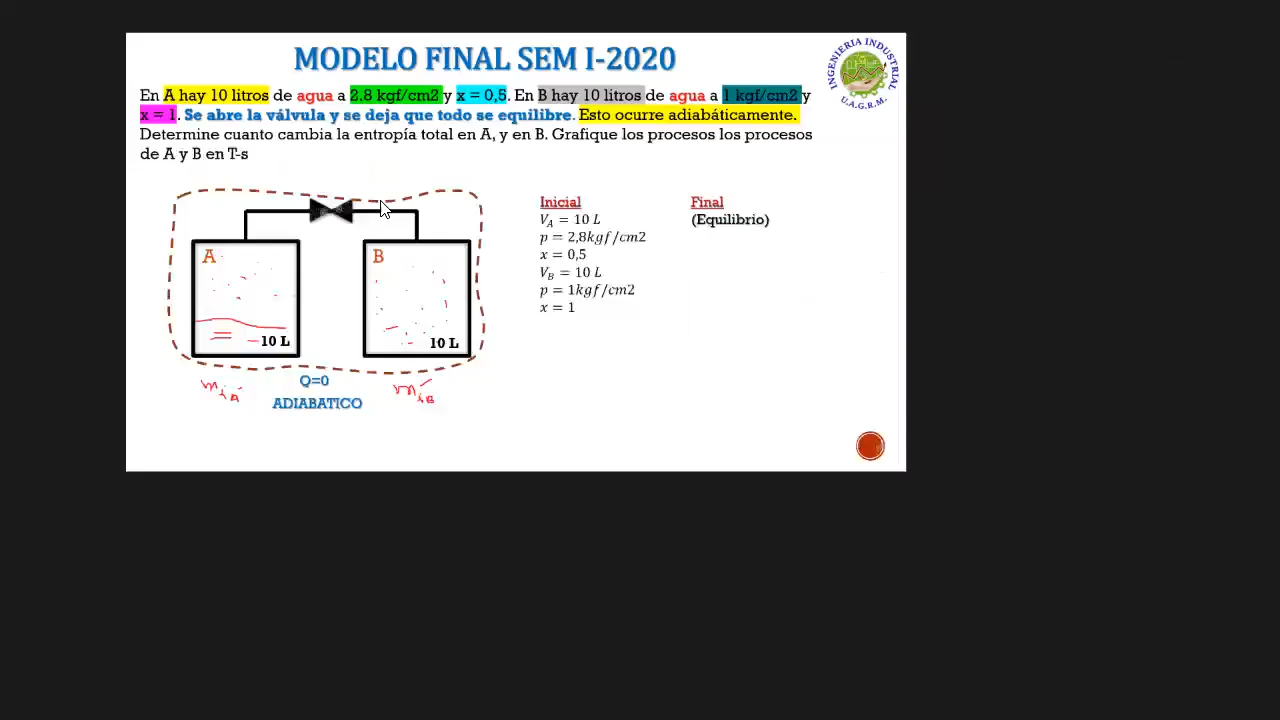 MODELO FINAL SEM I-2020
INGENIERIA INDUSTRIAL
U.A.G.R.M.
En A hay 10 litros de agua a 2.8 kgf/cm2 y x = 0,5. En B hay 10 litros de agua a 1 kgf/cm2 y
x = 1. Se abre la válvula y se deja que todo se equilibre. Esto ocurre adiabáticamente.
Determine cuanto cambia la entropía total en A, y en B. Grafique los procesos los procesos
de A y B en T-s
A
10 L
B
10 L
m iA
m iB
Q=0
ADIABATICO
Inicial
V_A = 10 L
p = 2,8kgf/cm2
x = 0,5
V_B = 10 L
p = 1kgf/cm2
x = 1
Final
(Equilibrio)